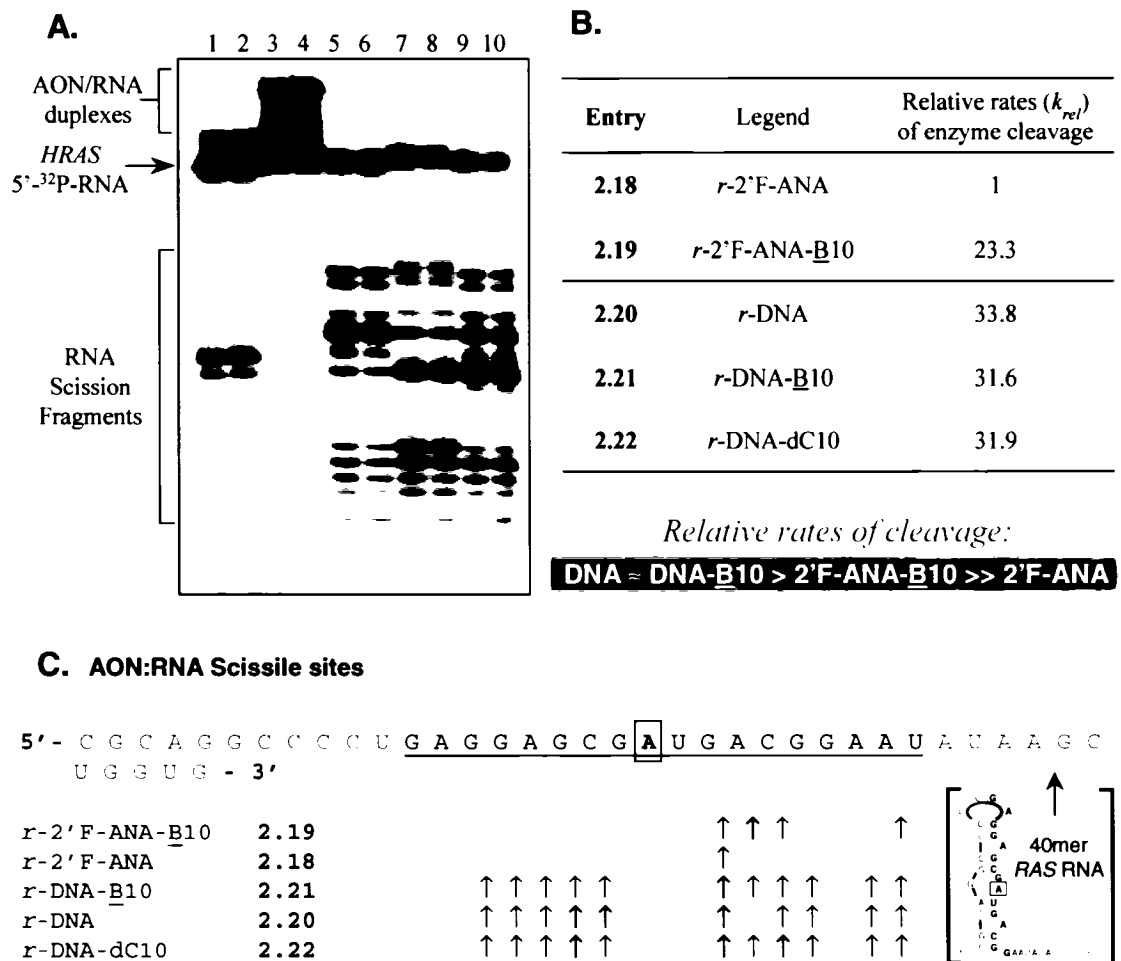 A.
1 2 3 4 5 6 7 8 9 10
AON/RNA
duplexes
HRAS
5'-³²P-RNA
RNA
Scission
Fragments
B.
Entry Legend Relative rates (k_rel) of enzyme cleavage
2.18 r-2'F-ANA 1
2.19 r-2'F-ANA-B10 23.3
2.20 r-DNA 33.8
2.21 r-DNA-B10 31.6
2.22 r-DNA-dC10 31.9
Relative rates of cleavage:
DNA ≈ DNA-B10 > 2'F-ANA-B10 >> 2'F-ANA
C. AON:RNA Scissile sites
5'- C G C A G G C C C C U G A G G A G C G A U G A C G G A A U A U A A G C
U G G U G - 3'
r-2'F-ANA-B10 2.19 ↑ ↑ ↑ ↑
r-2'F-ANA 2.18 ↑
r-DNA-B10 2.21 ↑ ↑ ↑ ↑ ↑ ↑ ↑ ↑ ↑ ↑ ↑
r-DNA 2.20 ↑ ↑ ↑ ↑ ↑ ↑ ↑ ↑ ↑ ↑
r-DNA-dC10 2.22 ↑ ↑ ↑ ↑ ↑ ↑ ↑ ↑ ↑ ↑ ↑
40mer
RAS RNA